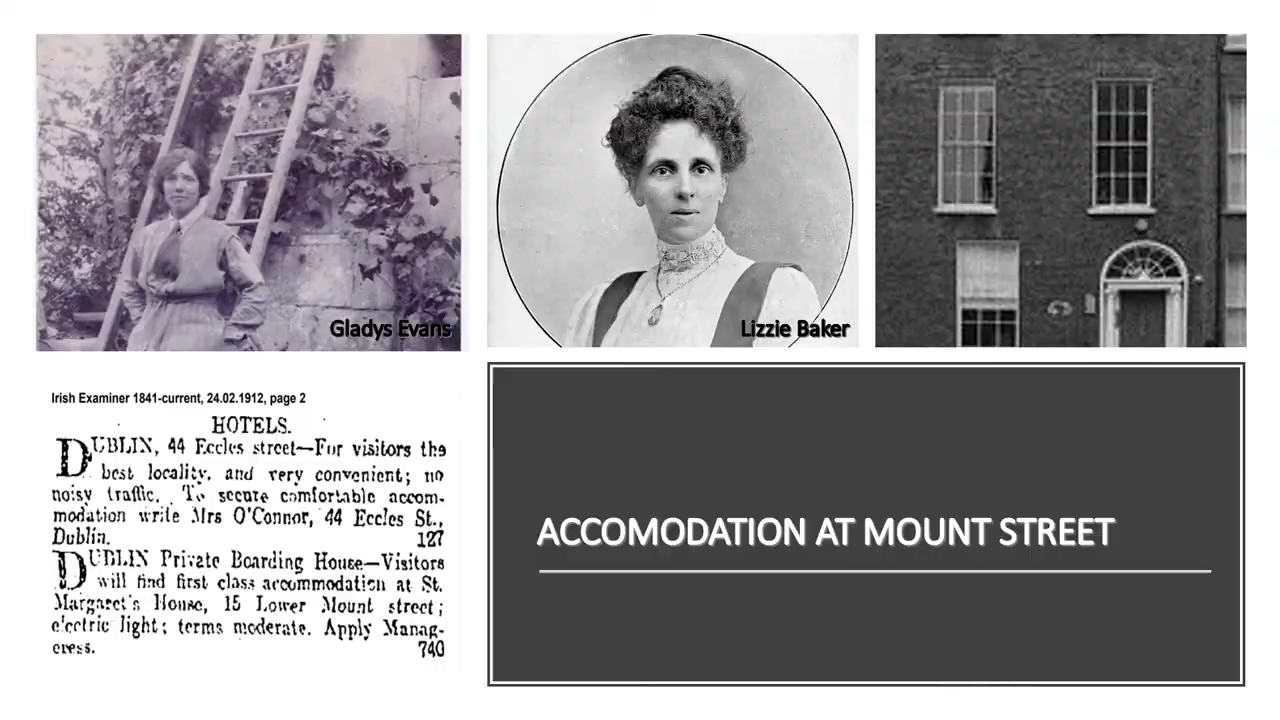 Gladys Evans
Lizzie Baker
Irish Examiner 1841-current, 24.02.1912, page 2
HOTELS.
DUBLIN, 44 Eccles street—For visitors the
best locality, and very convenient; no
noisy traffic. To secure comfortable accom-
modation write Mrs O'Connor, 44 Eccles St.,
Dublin. 127
DUBLIN Private Boarding House—Visitors
will find first class accommodation at St.
Margaret's House, 15 Lower Mount street;
electric light; terms moderate. Apply Manag-
eress. 740
ACCOMODATION AT MOUNT STREET